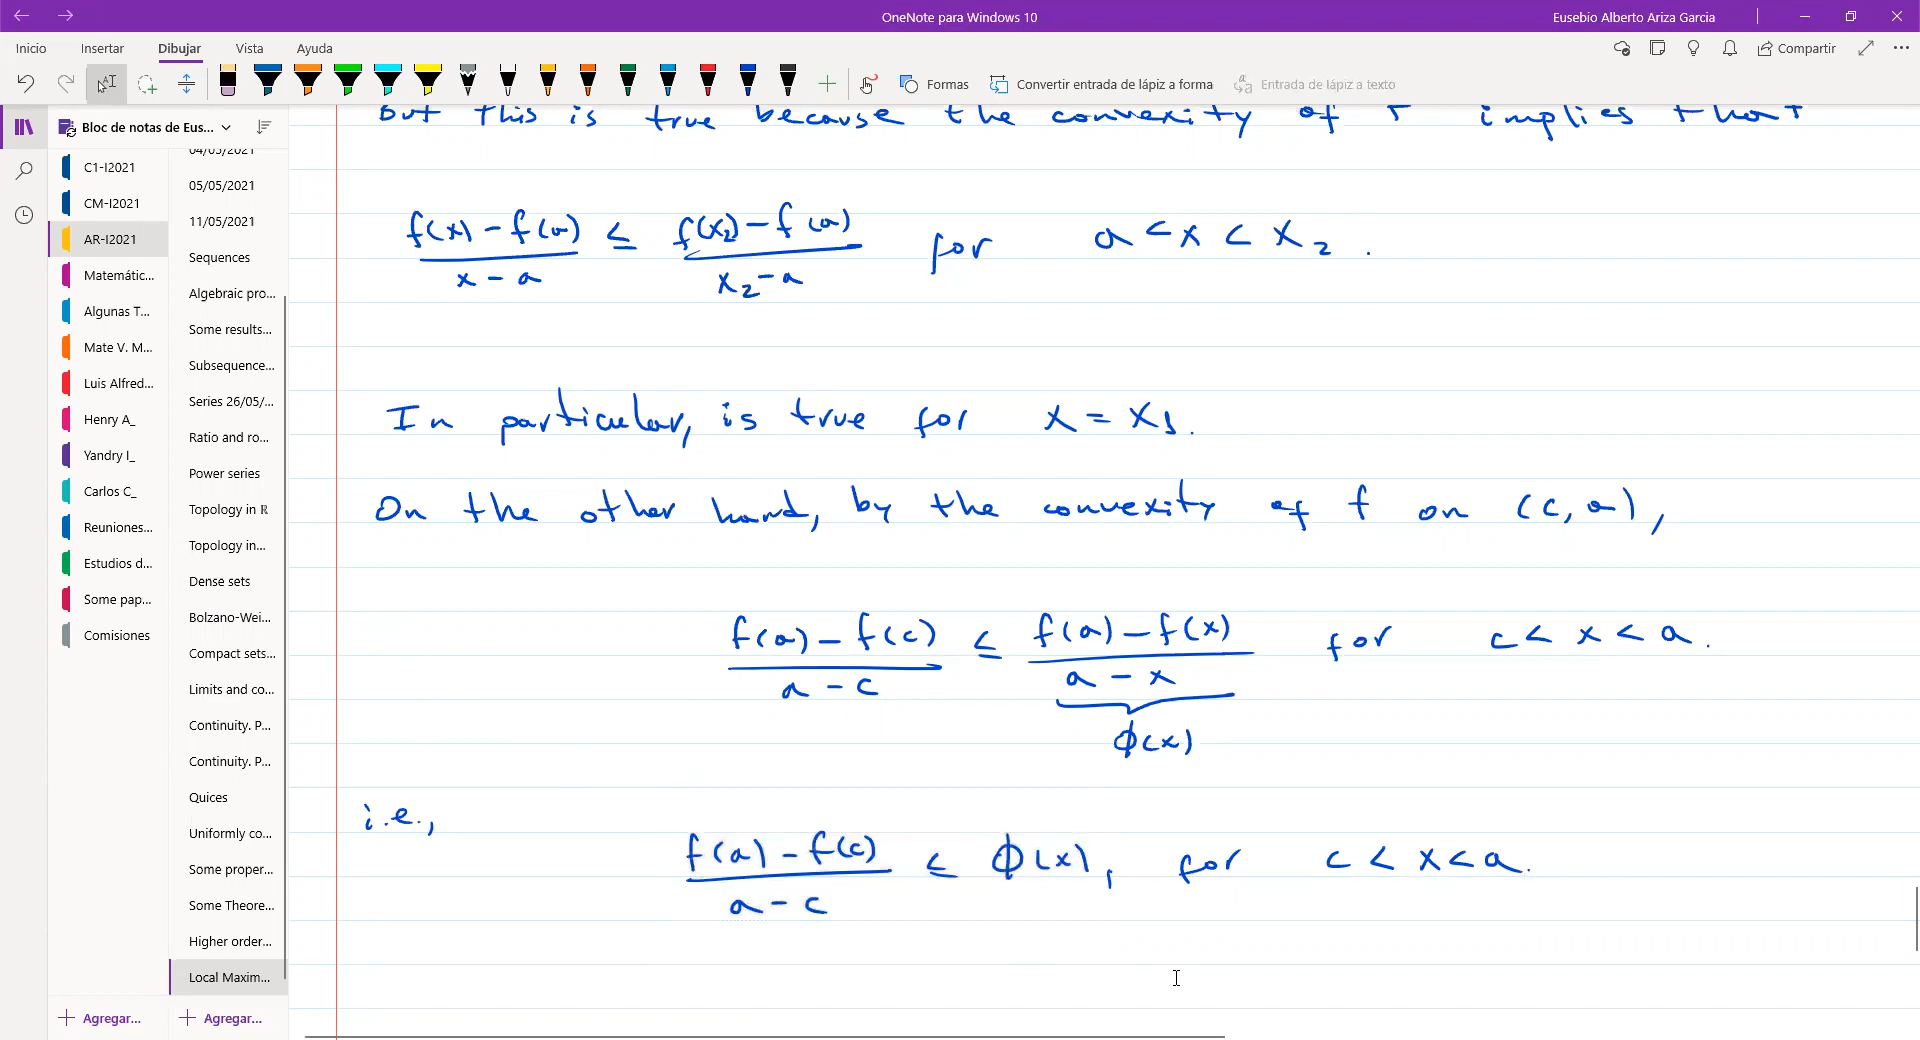 OneNote para Windows 10
Eusebio Alberto Ariza Garcia
Inicio
Insertar
Dibujar
Vista
Ayuda
Compartir
Formas
Convertir entrada de lápiz a forma
Entrada de lápiz a texto
Bloc de notas de Eus...
C1-I2021
CM-I2021
AR-I2021
Matemátic...
Algunas T...
Mate V. M...
Luis Alfred...
Henry A_
Yandry I_
Carlos C_
Reuniones...
Estudios d...
Some pap...
Comisiones
Agregar...
04/05/2021
05/05/2021
11/05/2021
Sequences
Algebraic pro...
Some results...
Subsequence...
Series 26/05/...
Ratio and ro...
Power series
Topology in ℝ
Topology in...
Dense sets
Bolzano-Wei...
Compact sets...
Limits and co...
Continuity. P...
Continuity. P...
Quices
Uniformly co...
Some proper...
Some Theore...
Higher order...
Local Maxim...
Agregar...
But this is true because the convexity of f implies that
(f(x) - f(a))/(x - a) ≤ (f(x₂) - f(a))/(x₂ - a) for a < x < x₂.
In particular, is true for x = x₁.
On the other hand, by the convexity of f on (c, a),
(f(a) - f(c))/(a - c) ≤ (f(a) - f(x))/(a - x) for c < x < a.
ϕ(x)
i.e.,
(f(a) - f(c))/(a - c) ≤ ϕ(x), for c < x < a.